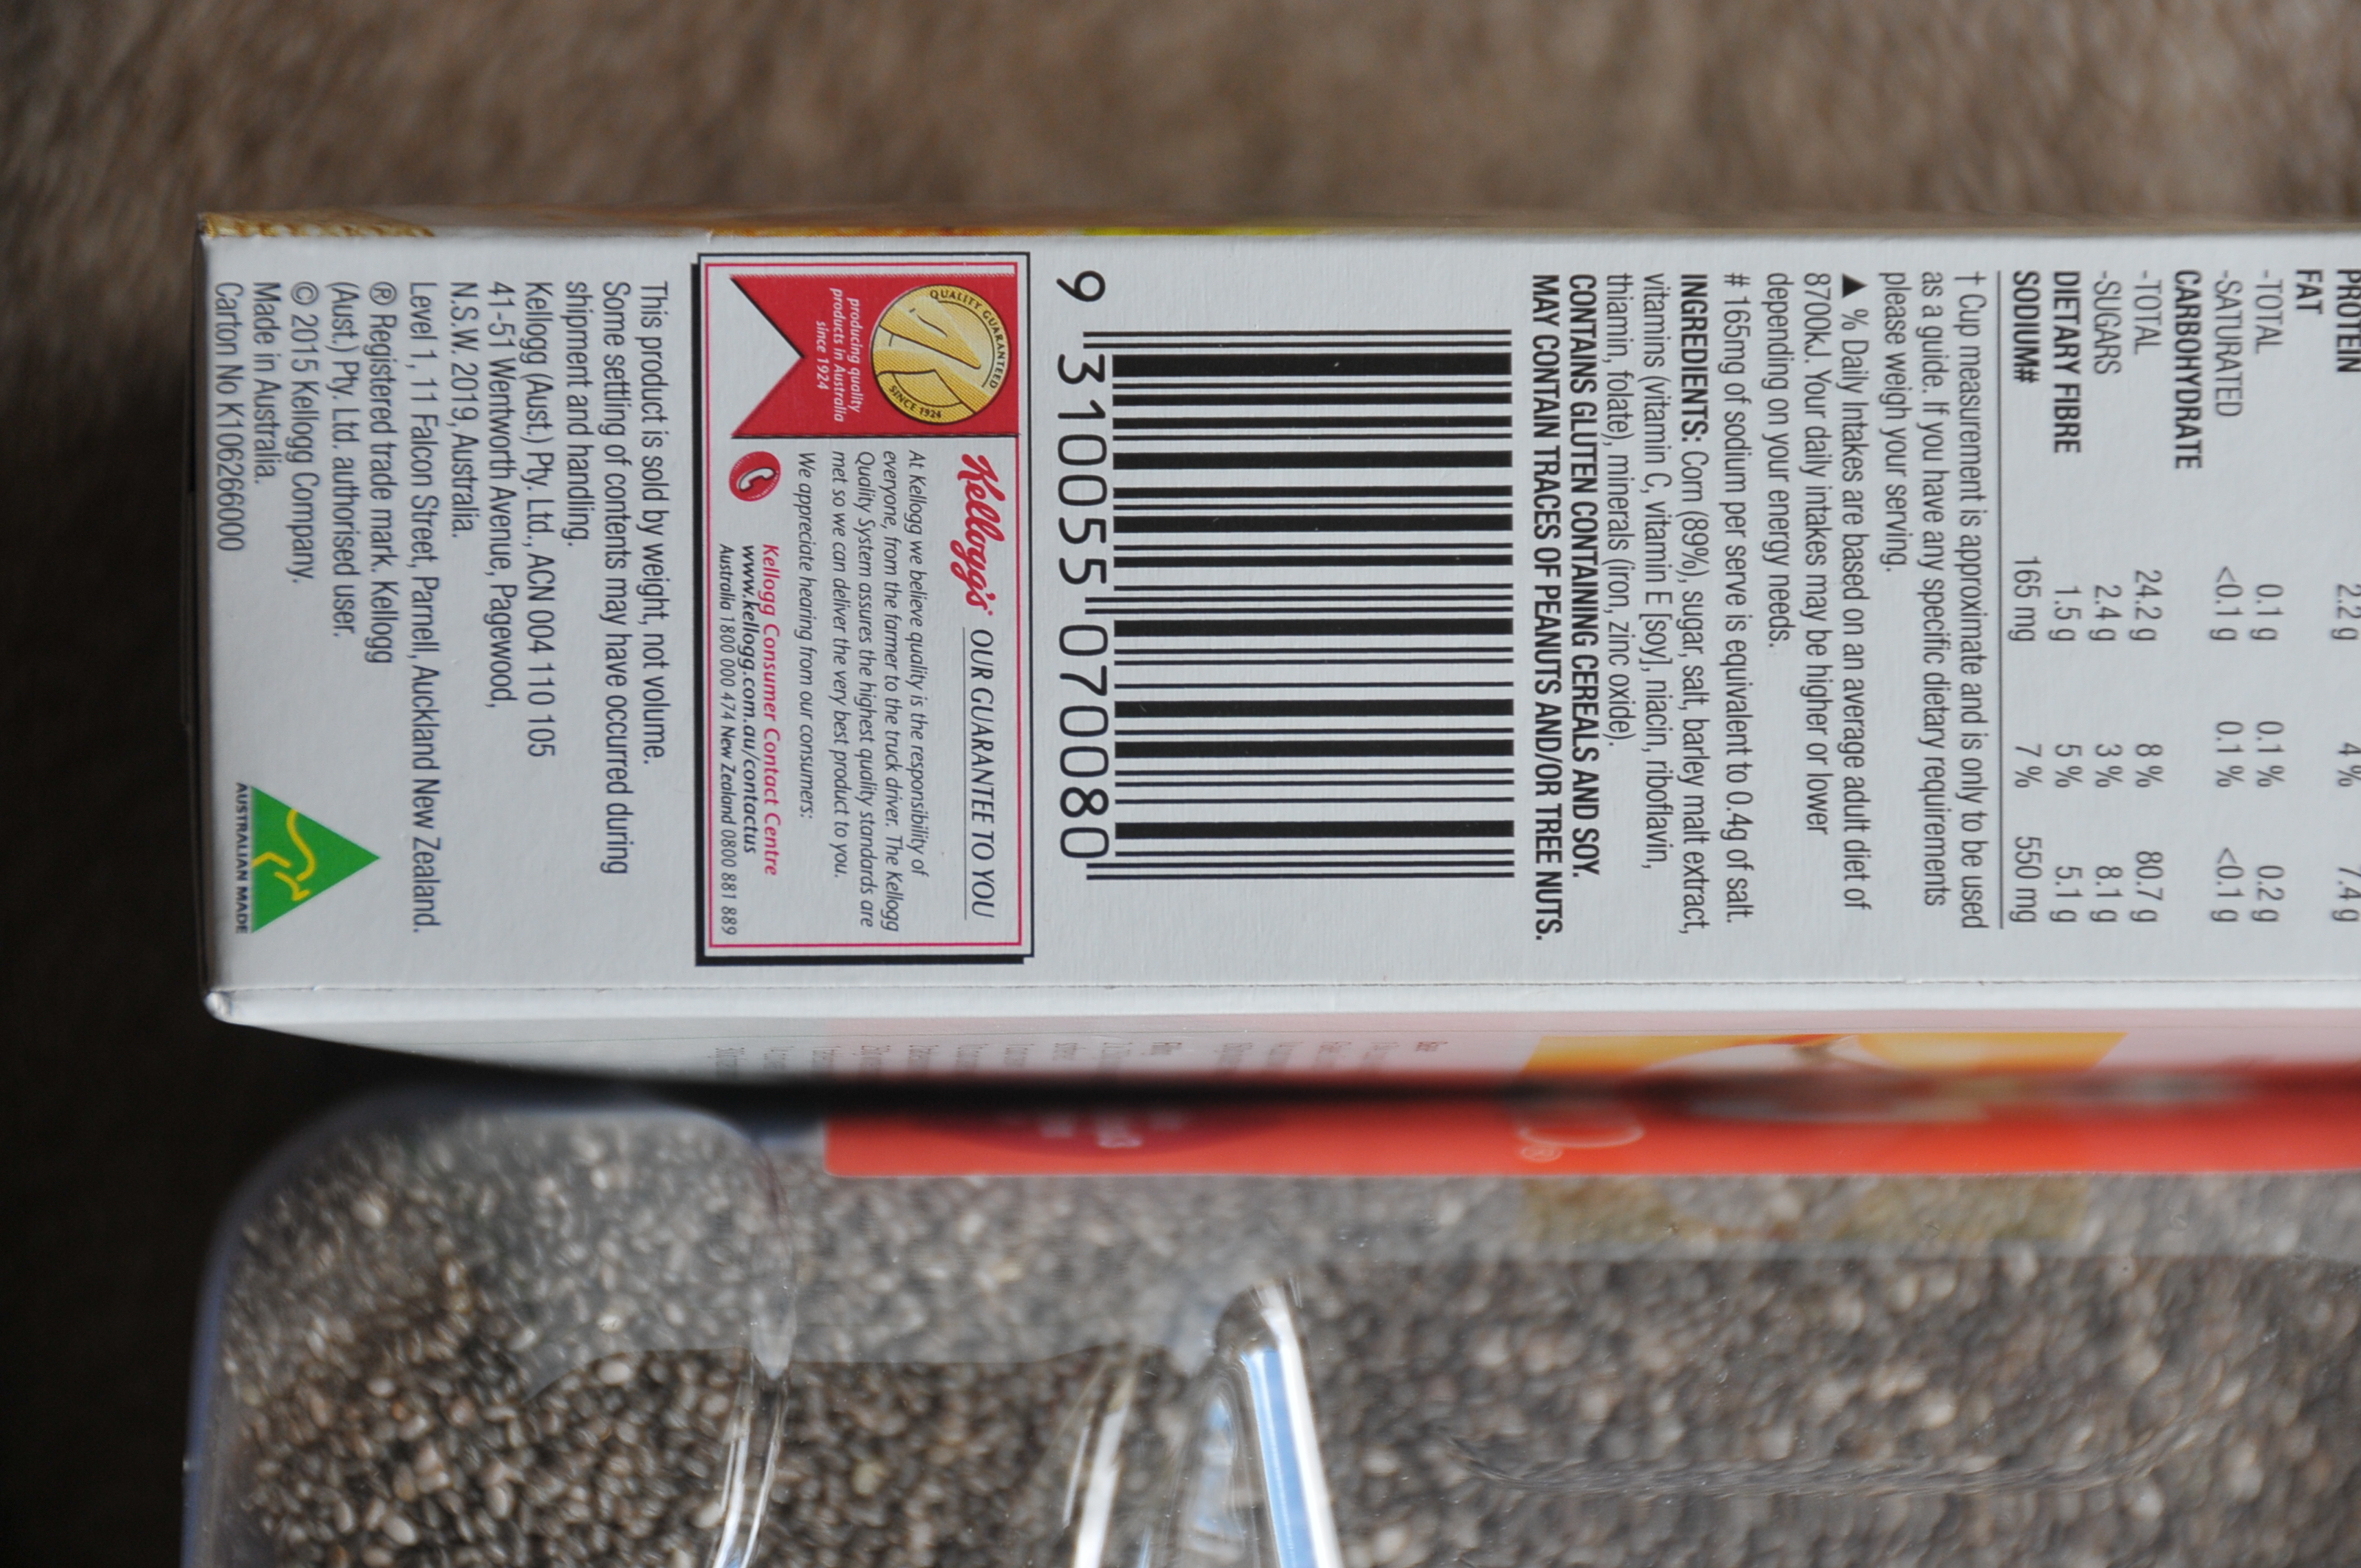 PROTEIN 2.2 g 4 % 7.4 g
FAT
-TOTAL 0.1 g 0.1 % 0.2 g
-SATURATED <0.1 g 0.1 % <0.1 g
CARBOHYDRATE
-TOTAL 24.2 g 8 % 80.7 g
-SUGARS 2.4 g 3 % 8.1 g
DIETARY FIBRE 1.5 g 5 % 5.1 g
SODIUM# 165 mg 7 % 550 mg
† Cup measurement is approximate and is only to be used
as a guide. If you have any specific dietary requirements
please weigh your serving.
▲ % Daily Intakes are based on an average adult diet of
8700kJ. Your daily intakes may be higher or lower
depending on your energy needs.
# 165mg of sodium per serve is equivalent to 0.4g of salt.
INGREDIENTS: Corn (89%), sugar, salt, barley malt extract,
vitamins (vitamin C, vitamin E [soy], niacin, riboflavin,
thiamin, folate), minerals (iron, zinc oxide).
CONTAINS GLUTEN CONTAINING CEREALS AND SOY.
MAY CONTAIN TRACES OF PEANUTS AND/OR TREE NUTS.
9 310055 070080
QUALITY GUARANTEED
SINCE 1924
producing quality
products in Australia
since 1924
Kellogg's OUR GUARANTEE TO YOU
At Kellogg we believe quality is the responsibility of
everyone, from the farmer to the truck driver. The Kellogg
Quality System assures the highest quality standards are
met so we can deliver the very best product to you.
We appreciate hearing from our consumers:
Kellogg Consumer Contact Centre
www.kellogg.com.au/contactus
Australia 1800 000 474 New Zealand 0800 881 889
This product is sold by weight, not volume.
Some settling of contents may have occurred during
shipment and handling.
Kellogg (Aust.) Pty. Ltd., ACN 004 110 105
41-51 Wentworth Avenue, Pagewood,
N.S.W. 2019, Australia.
Level 1, 11 Falcon Street, Parnell, Auckland New Zealand.
® Registered trade mark. Kellogg
(Aust.) Pty. Ltd. authorised user.
© 2015 Kellogg Company.
Made in Australia.
Carton No K106266000
AUSTRALIAN MADE